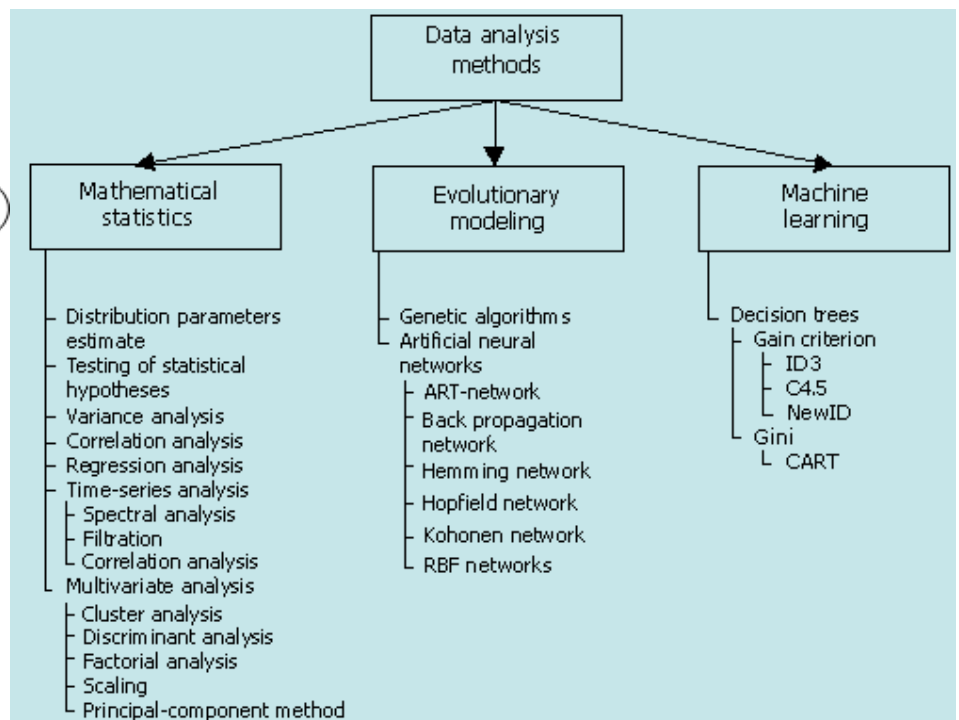 Data analysis
methods
Mathematical
statistics
Distribution parameters
estimate
Testing of statistical
hypotheses
Variance analysis
Correlation analysis
Regression analysis
Time-series analysis
Spectral analysis
Filtration
Correlation analysis
Multivariate analysis
Cluster analysis
Discriminant analysis
Factorial analysis
Scaling
Principal-component method
Evolutionary
modeling
Genetic algorithms
Artificial neural
networks
ART-network
Back propagation
network
Hemming network
Hopfield network
Kohonen network
RBF networks
Machine
learning
Decision trees
Gain criterion
ID3
C4.5
NewID
Gini
CART